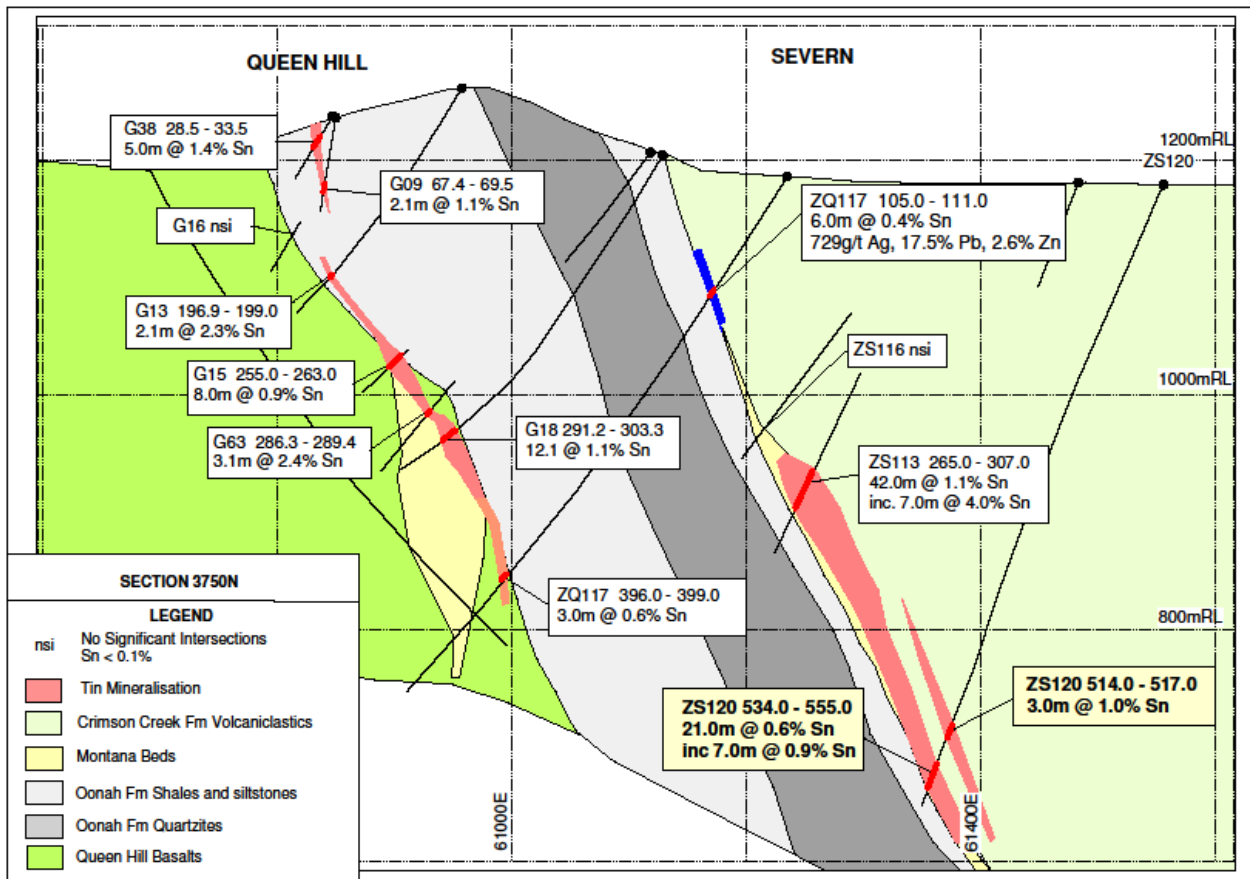 QUEEN HILL
SEVERN
G38 28.5 - 33.5
5.0m @ 1.4% Sn
1200mRL
ZS120
G09 67.4 - 69.5
2.1m @ 1.1% Sn
ZQ117 105.0 - 111.0
6.0m @ 0.4% Sn
729g/t Ag, 17.5% Pb, 2.6% Zn
G16 nsi
G13 196.9 - 199.0
2.1m @ 2.3% Sn
ZS116 nsi
G15 255.0 - 263.0
8.0m @ 0.9% Sn
1000mRL
G63 286.3 - 289.4
3.1m @ 2.4% Sn
G18 291.2 - 303.3
12.1 @ 1.1% Sn
ZS113 265.0 - 307.0
42.0m @ 1.1% Sn
inc. 7.0m @ 4.0% Sn
ZQ117 396.0 - 399.0
3.0m @ 0.6% Sn
800mRL
ZS120 534.0 - 555.0
21.0m @ 0.6% Sn
inc 7.0m @ 0.9% Sn
ZS120 514.0 - 517.0
3.0m @ 1.0% Sn
61000E
61400E
SECTION 3750N
LEGEND
nsi No Significant Intersections
Sn < 0.1%
Tin Mineralisation
Crimson Creek Fm Volcaniclastics
Montana Beds
Oonah Fm Shales and siltstones
Oonah Fm Quartzites
Queen Hill Basalts